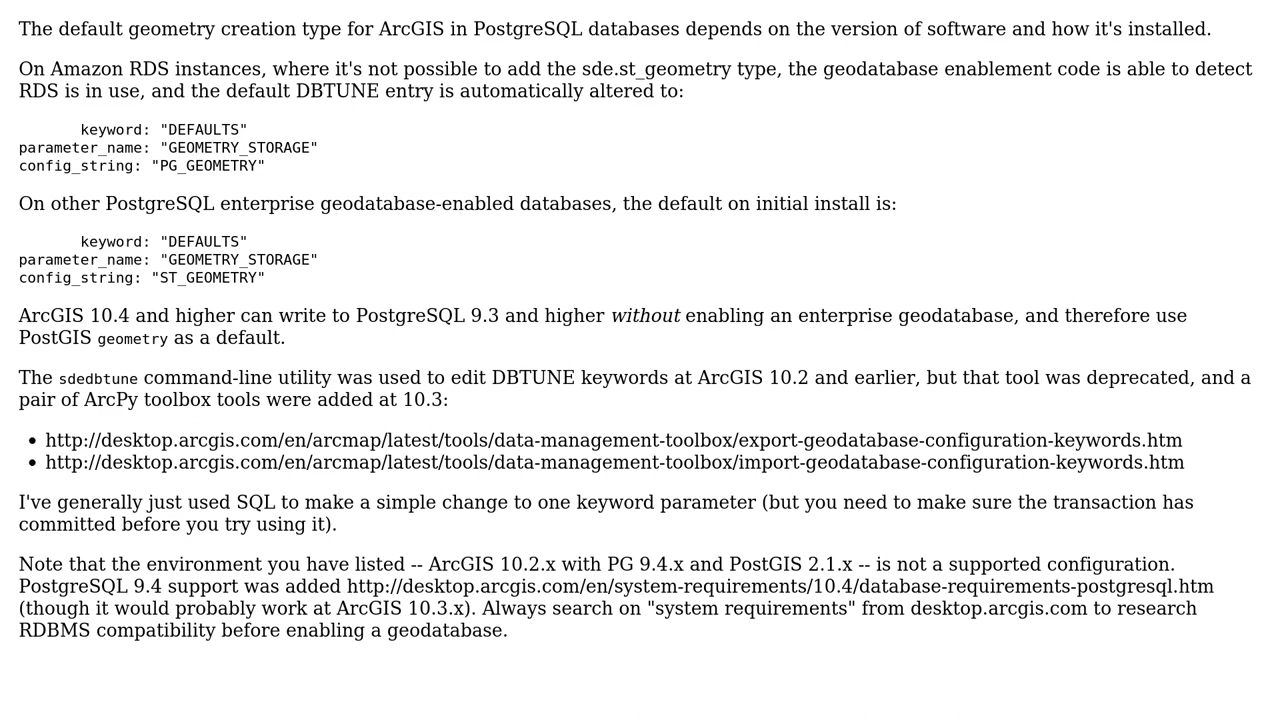 The default geometry creation type for ArcGIS in PostgreSQL databases depends on the version of software and how it's installed.
On Amazon RDS instances, where it's not possible to add the sde.st_geometry type, the geodatabase enablement code is able to detect
RDS is in use, and the default DBTUNE entry is automatically altered to:
keyword: "DEFAULTS"
parameter_name: "GEOMETRY_STORAGE"
config_string: "PG_GEOMETRY"
On other PostgreSQL enterprise geodatabase-enabled databases, the default on initial install is:
keyword: "DEFAULTS"
parameter_name: "GEOMETRY_STORAGE"
config_string: "ST_GEOMETRY"
ArcGIS 10.4 and higher can write to PostgreSQL 9.3 and higher without enabling an enterprise geodatabase, and therefore use
PostGIS geometry as a default.
The sdedbtune command-line utility was used to edit DBTUNE keywords at ArcGIS 10.2 and earlier, but that tool was deprecated, and a
pair of ArcPy toolbox tools were added at 10.3:
• http://desktop.arcgis.com/en/arcmap/latest/tools/data-management-toolbox/export-geodatabase-configuration-keywords.htm
• http://desktop.arcgis.com/en/arcmap/latest/tools/data-management-toolbox/import-geodatabase-configuration-keywords.htm
I've generally just used SQL to make a simple change to one keyword parameter (but you need to make sure the transaction has
committed before you try using it).
Note that the environment you have listed -- ArcGIS 10.2.x with PG 9.4.x and PostGIS 2.1.x -- is not a supported configuration.
PostgreSQL 9.4 support was added http://desktop.arcgis.com/en/system-requirements/10.4/database-requirements-postgresql.htm
(though it would probably work at ArcGIS 10.3.x). Always search on "system requirements" from desktop.arcgis.com to research
RDBMS compatibility before enabling a geodatabase.